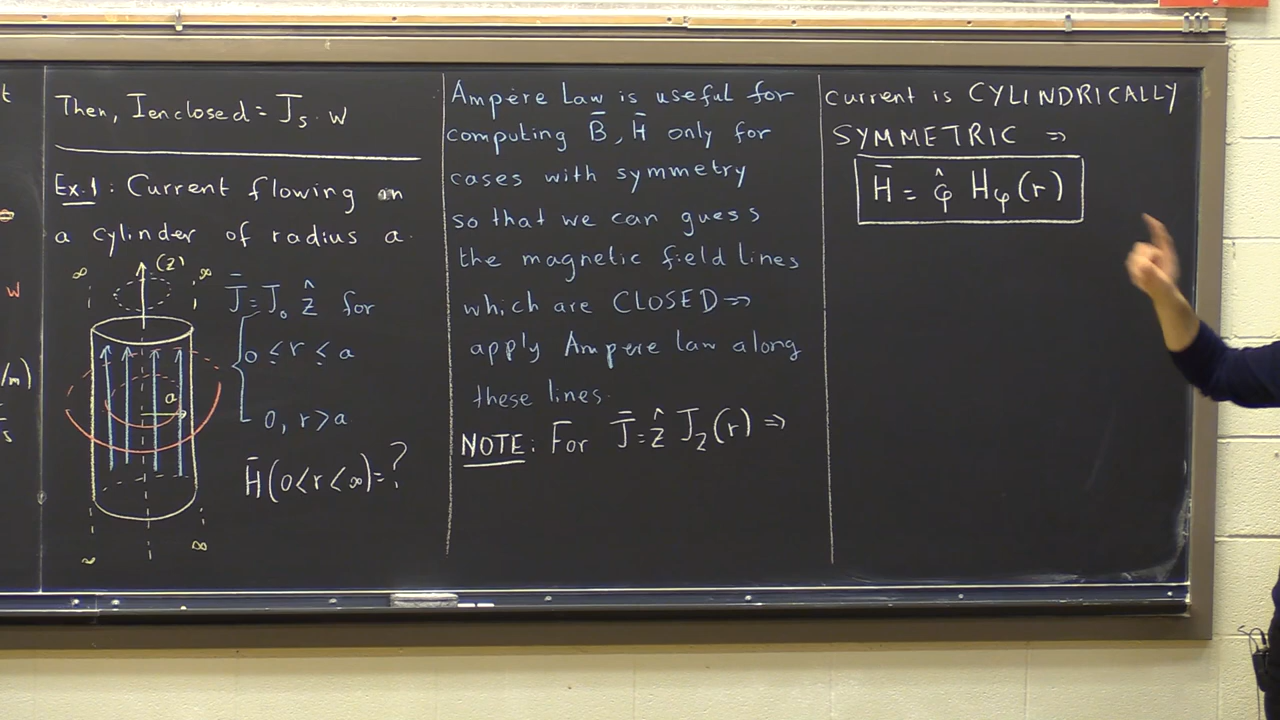 t
w
/m)
s
Then, Ienclosed = Js . w
Ex.1 : Current flowing in
a cylinder of radius a.
∞ (z) ∞
J̄ = J₀ ẑ for
0 ≤ r ≤ a
a
0, r > a
H̄(0<r<∞)=?
∞ ∞
Ampère Law is useful for
computing B̄, H̄ only for
cases with symmetry
so that we can guess
the magnetic field lines
which are CLOSED ⇒
apply Ampere law along
these lines.
NOTE: For J̄ = ẑ Jz(r) ⇒
current is CYLINDRICALLY
SYMMETRIC ⇒
H̄ = φ̂ Hφ(r)